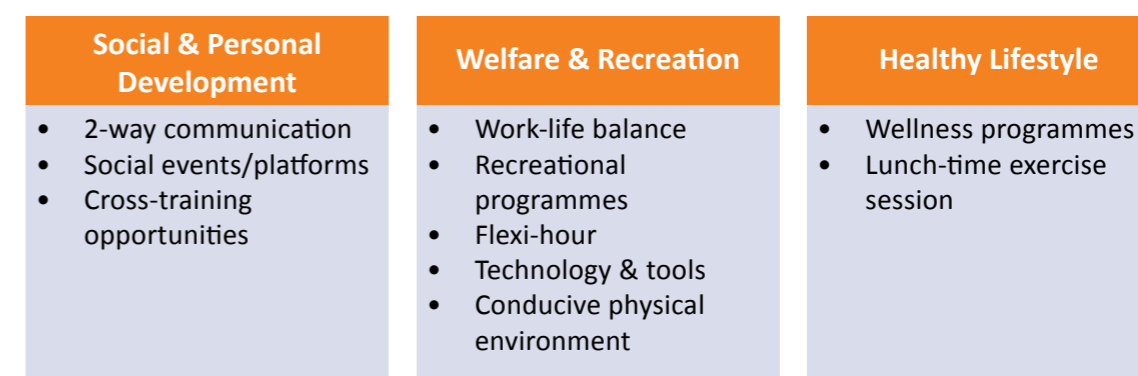 Social & Personal
Development
• 2-way communication
• Social events/platforms
• Cross-training
opportunities
Welfare & Recreation
• Work-life balance
• Recreational
programmes
• Flexi-hour
• Technology & tools
• Conducive physical
environment
Healthy Lifestyle
• Wellness programmes
• Lunch-time exercise
session